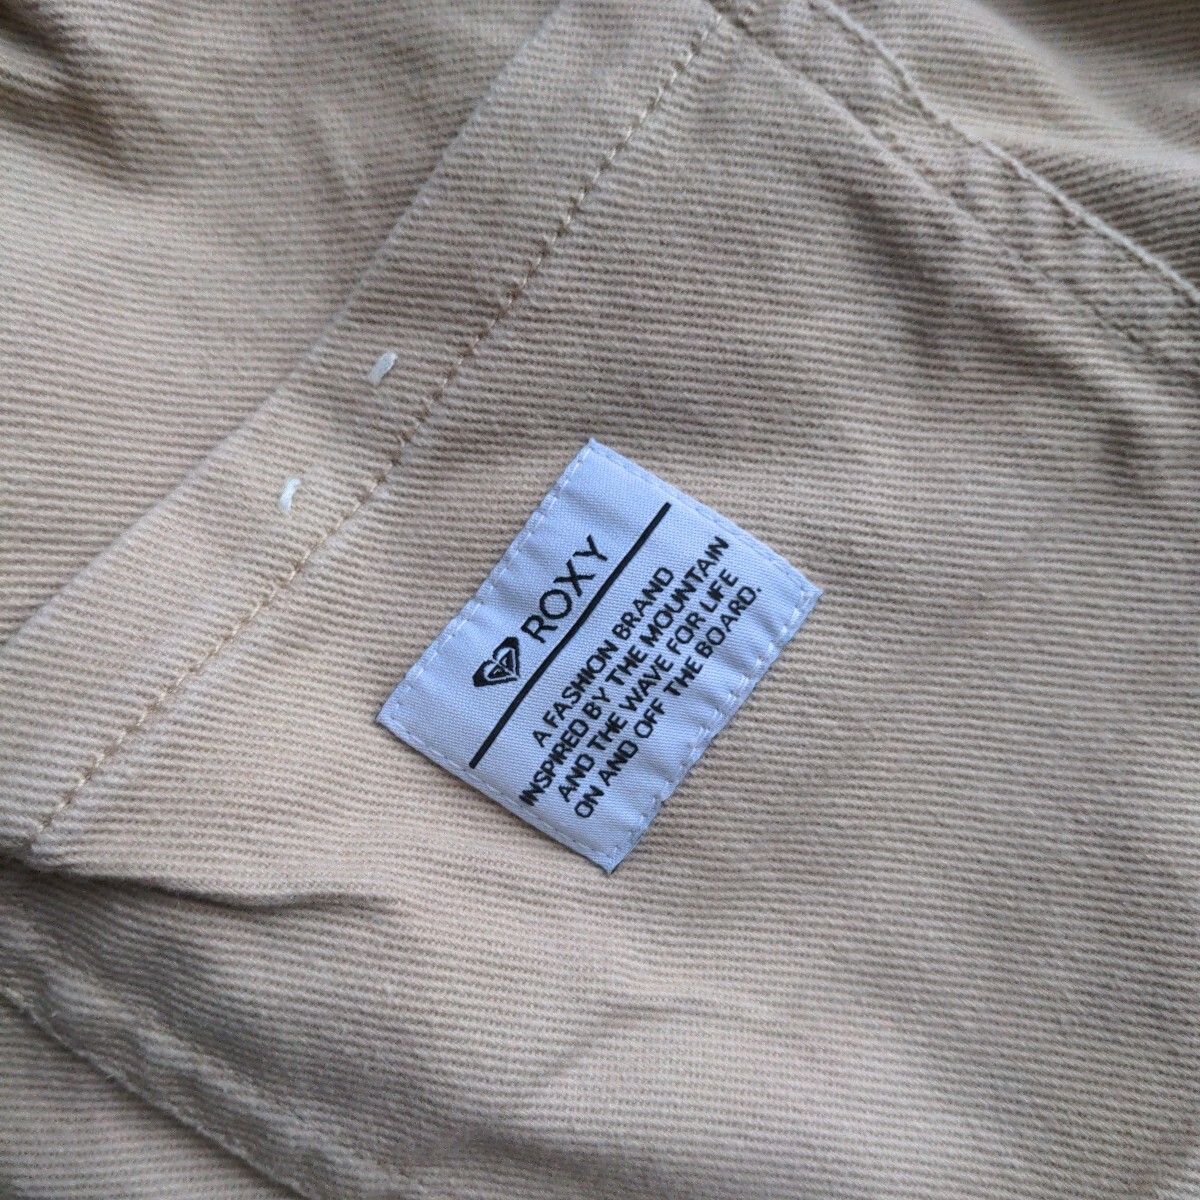 ROXY
A FASHION BRAND
INSPIRED BY THE MOUNTAIN
AND THE WAVE FOR LIFE
ON AND OFF THE BOARD.